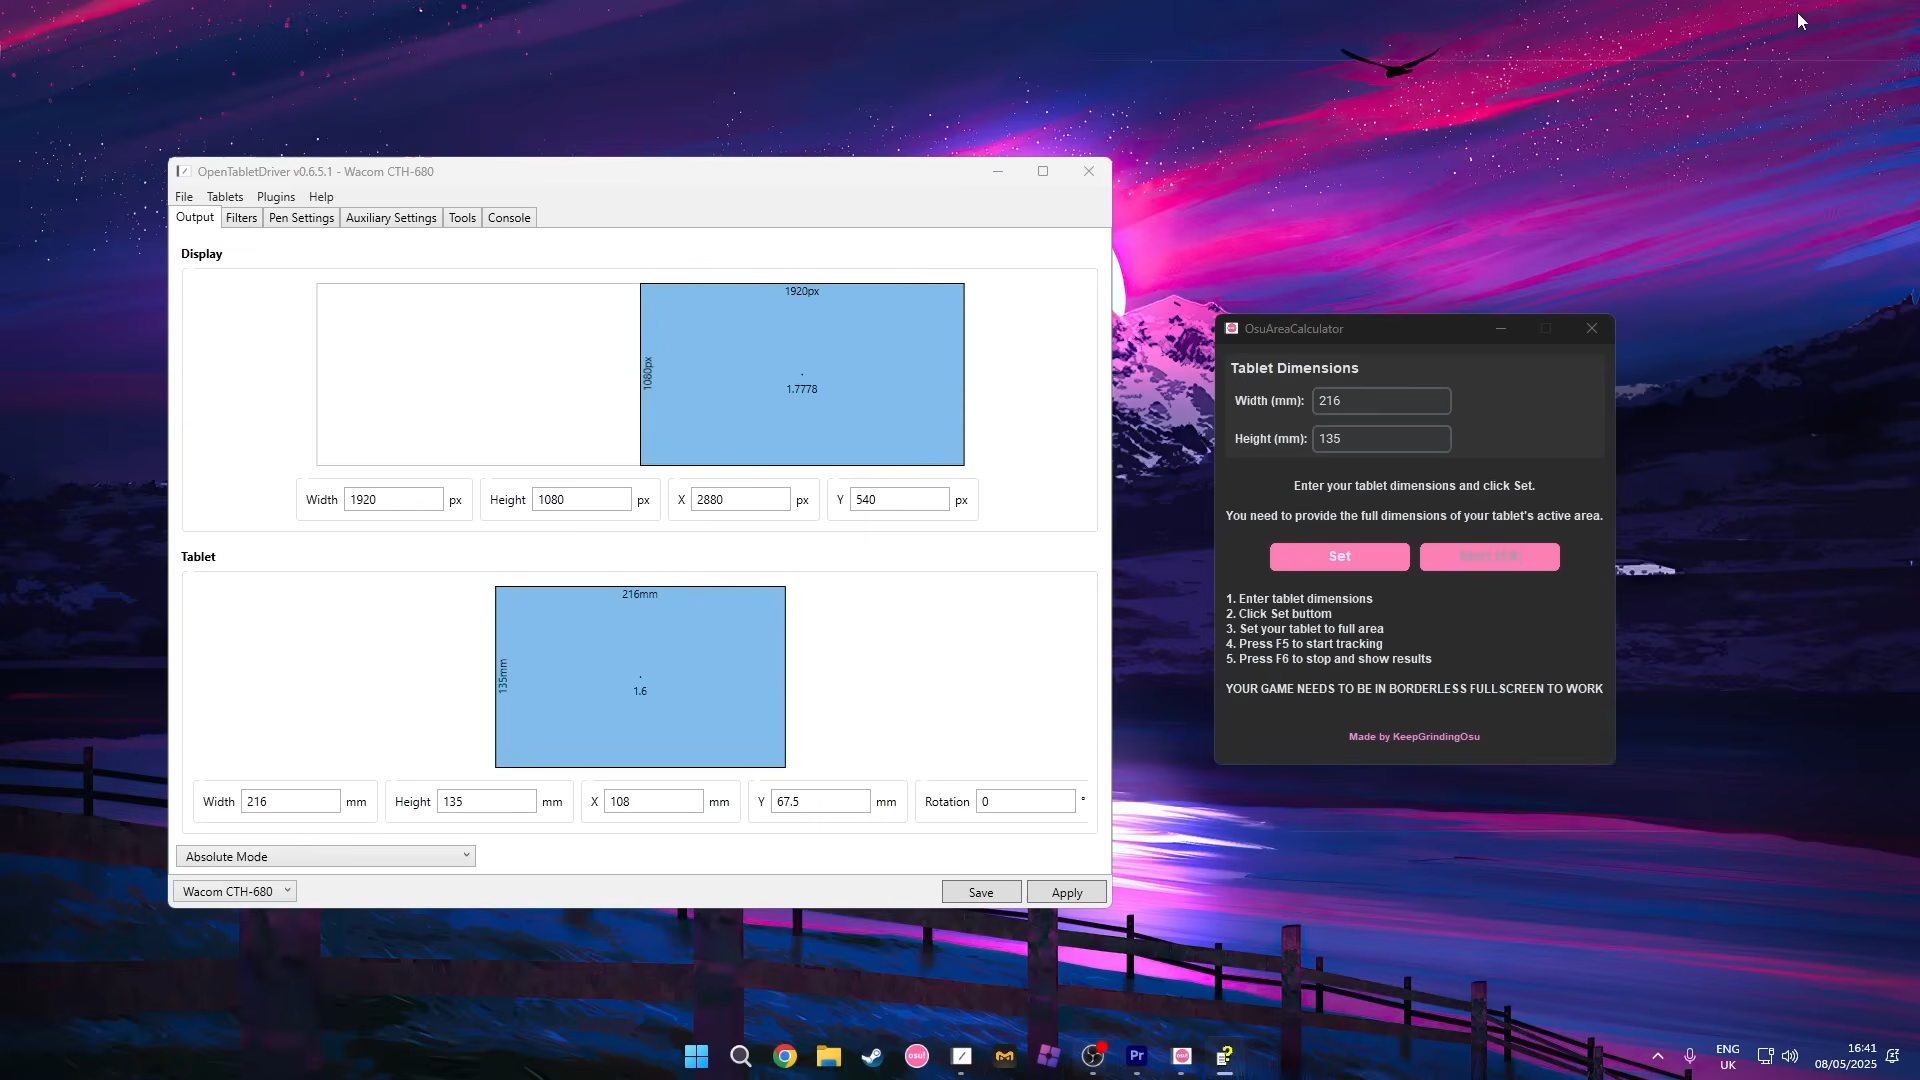 OpenTabletDriver v0.6.5.1 - Wacom CTH-680
File Tablets Plugins Help
Output Filters Pen Settings Auxiliary Settings Tools Console
Display
1920px
1080px
1.7778
Width 1920 px Height 1080 px X 2880 px Y 540 px
Tablet
216mm
135mm
1.6
Width 216 mm Height 135 mm X 108 mm Y 67.5 mm Rotation 0 °
Absolute Mode
Wacom CTH-680
Save Apply
OsuAreaCalculator
Tablet Dimensions
Width (mm): 216
Height (mm): 135
Enter your tablet dimensions and click Set.
You need to provide the full dimensions of your tablet's active area.
Set
1. Enter tablet dimensions
2. Click Set buttom
3. Set your tablet to full area
4. Press F5 to start tracking
5. Press F6 to stop and show results
YOUR GAME NEEDS TO BE IN BORDERLESS FULLSCREEN TO WORK
Made by KeepGrindingOsu
osu!
Pr
ENG
UK
16:41
08/05/2025